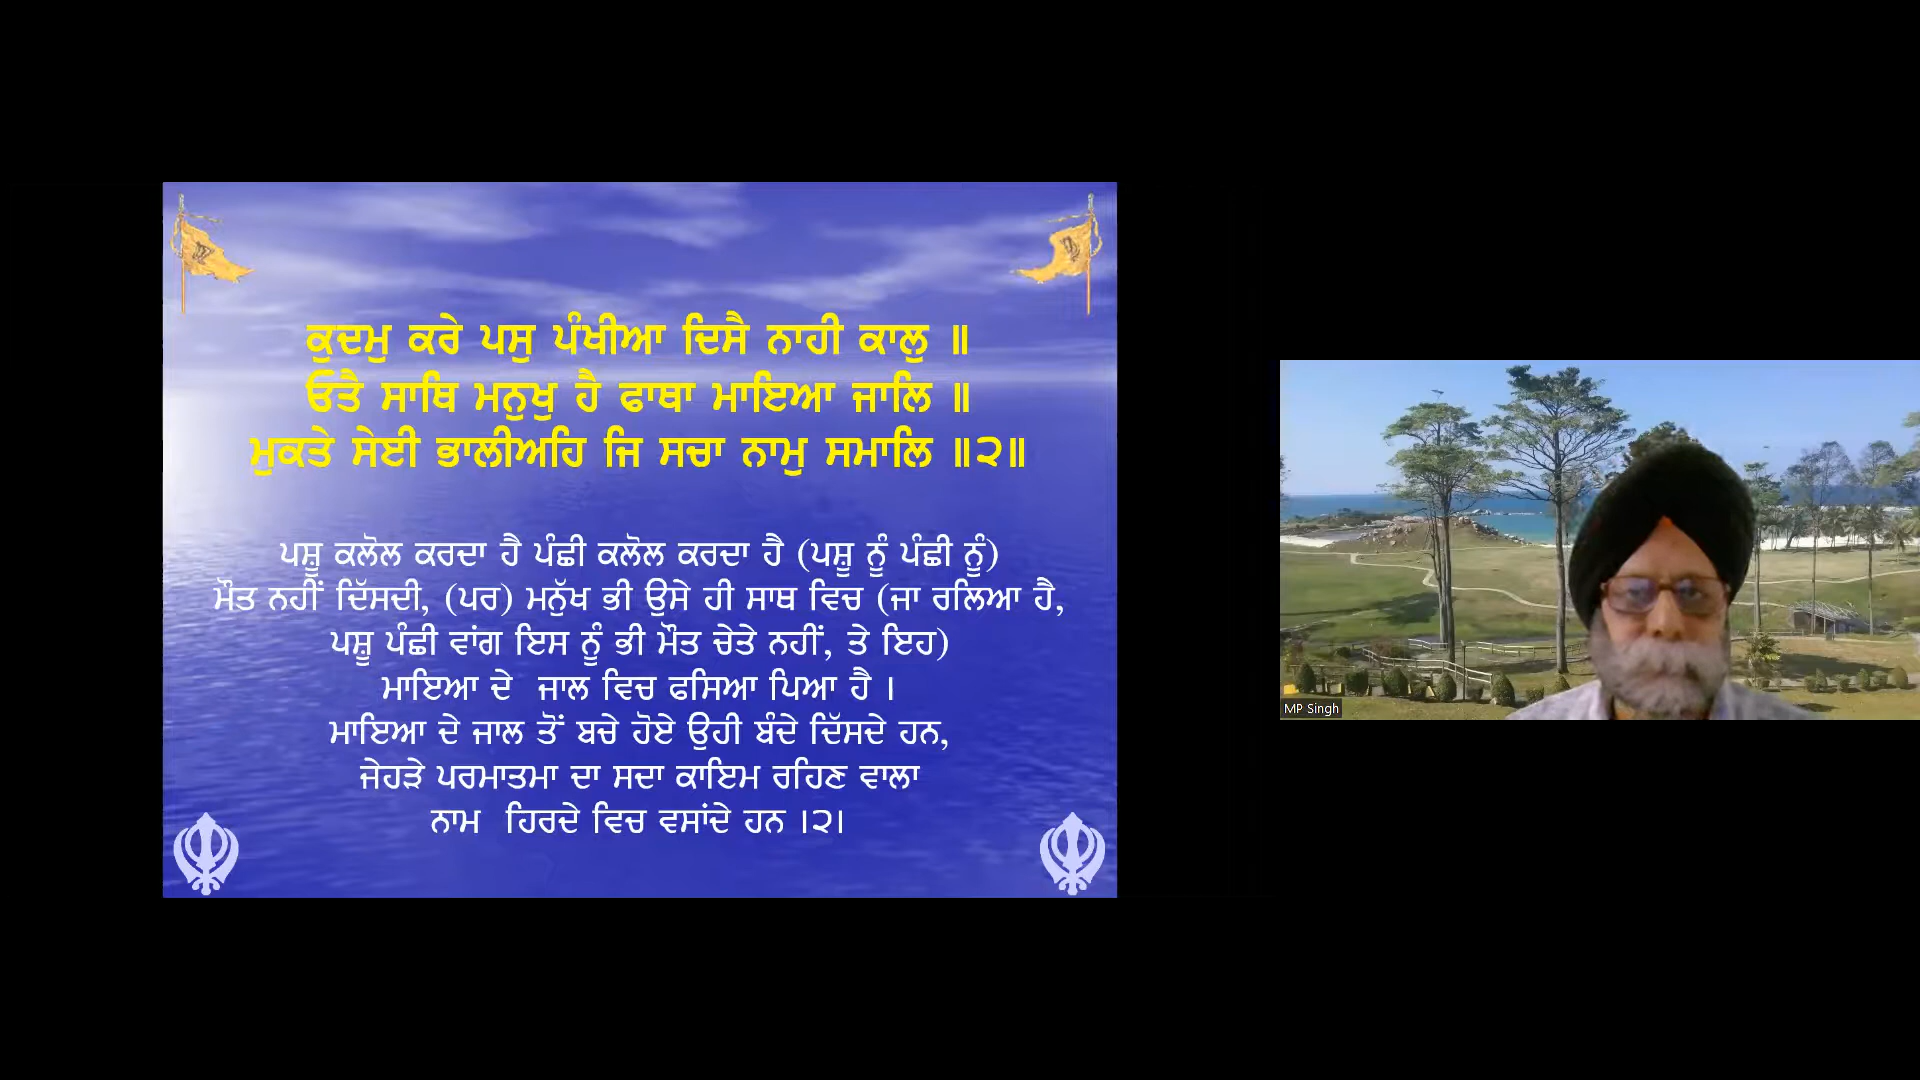 ਕੁਦਮੁ ਕਰੇ ਪਸੁ ਪੰਖੀਆ ਦਿਸੈ ਨਾਹੀ ਕਾਲੁ ॥
ਓਤੈ ਸਾਥਿ ਮਨੁਖੁ ਹੈ ਫਾਥਾ ਮਾਇਆ ਜਾਲਿ ॥
ਮੁਕਤੇ ਸੇਈ ਭਾਲੀਅਹਿ ਜਿ ਸਚਾ ਨਾਮੁ ਸਮਾਲਿ ॥੨॥
ਪਸ਼ੂ ਕਲੋਲ ਕਰਦਾ ਹੈ ਪੰਛੀ ਕਲੋਲ ਕਰਦਾ ਹੈ (ਪਸ਼ੂ ਨੂੰ ਪੰਛੀ ਨੂੰ)
ਮੌਤ ਨਹੀਂ ਦਿੱਸਦੀ, (ਪਰ) ਮਨੁੱਖ ਭੀ ਉਸੇ ਹੀ ਸਾਥ ਵਿਚ (ਜਾ ਰਲਿਆ ਹੈ,
ਪਸ਼ੂ ਪੰਛੀ ਵਾਂਗ ਇਸ ਨੂੰ ਭੀ ਮੌਤ ਚੇਤੇ ਨਹੀਂ, ਤੇ ਇਹ)
ਮਾਇਆ ਦੇ ਜਾਲ ਵਿਚ ਫਸਿਆ ਪਿਆ ਹੈ ।
ਮਾਇਆ ਦੇ ਜਾਲ ਤੋਂ ਬਚੇ ਹੋਏ ਉਹੀ ਬੰਦੇ ਦਿੱਸਦੇ ਹਨ,
ਜੇਹੜੇ ਪਰਮਾਤਮਾ ਦਾ ਸਦਾ ਕਾਇਮ ਰਹਿਣ ਵਾਲਾ
ਨਾਮ ਹਿਰਦੇ ਵਿਚ ਵਸਾਂਦੇ ਹਨ ।੨।
MP Singh